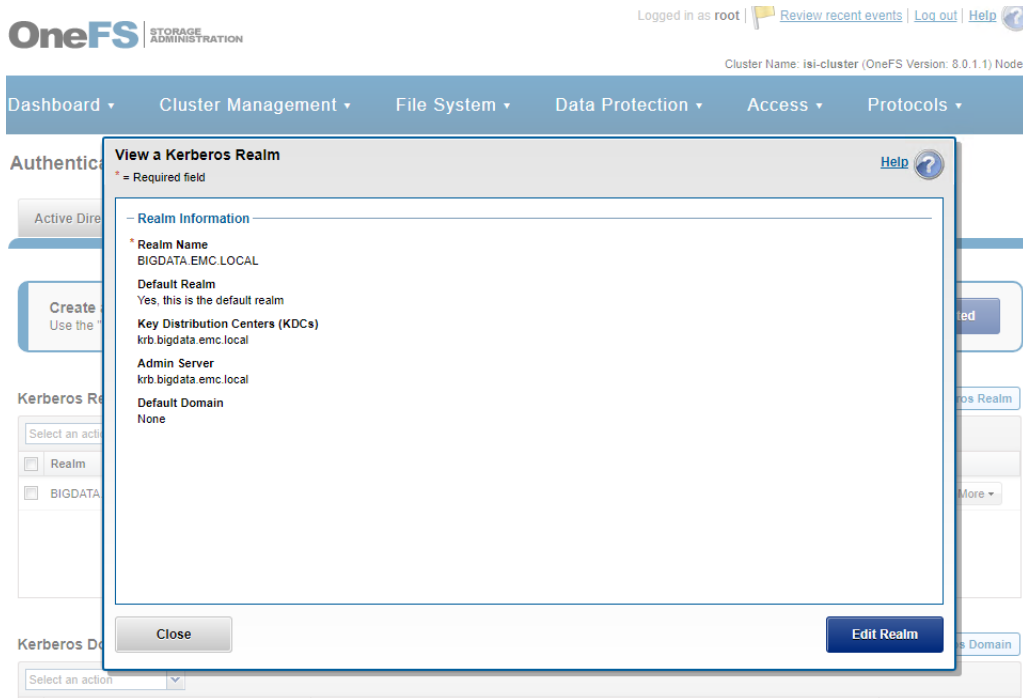 Logged in as root | Review recent events | Log out | Help
OneFS STORAGE ADMINISTRATION
Cluster Name: isi-cluster (OneFS Version: 8.0.1.1) Node
Dashboard Cluster Management File System Data Protection Access Protocols
Authentica
View a Kerberos Realm
Help
* = Required field
Active Dire
Realm Information
* Realm Name
BIGDATA.EMC.LOCAL
Default Realm
Yes, this is the default realm
Key Distribution Centers (KDCs)
krb.bigdata.emc.local
Admin Server
krb.bigdata.emc.local
Default Domain
None
Create
Use the "
ted
Kerberos Re
ros Realm
Select an acti
Realm
BIGDATA
More
Close
Edit Realm
Kerberos Do
s Domain
Select an action